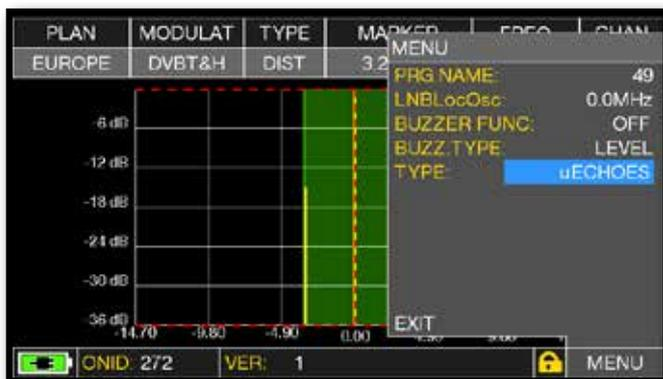 PLAN MODULAT TYPE
EUROPE DVBT&H DIST 3.2
MENU
PRG NAME: 49
LNBLocOsc: 0.0MHz
BUZZER FUNC: OFF
BUZZ.TYPE: LEVEL
TYPE: uECHOES
EXIT
-6 dB
-12 dB
-18 dB
-24 dB
-30 dB
-36 dB
-14.70 -9.80 -4.90 0.00
ONID: 272 VER: 1 MENU